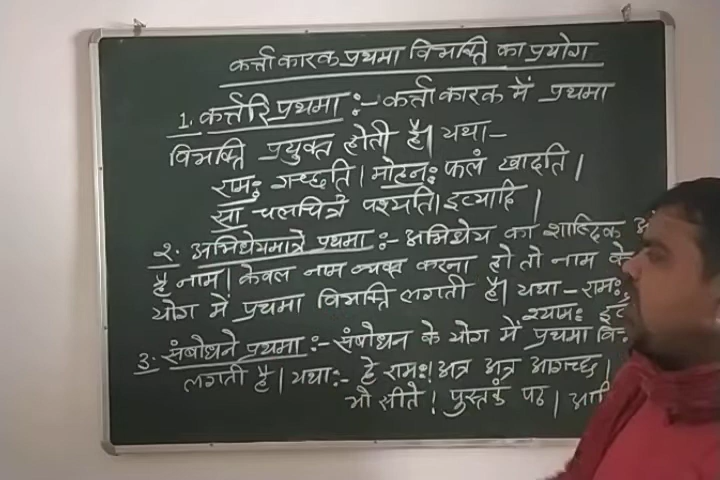 कर्त्ता कारक प्रथमा विभक्ति का प्रयोग
1. कर्त्तरि प्रथमा :- कर्त्ता कारक में प्रथमा
विभक्ति प्रयुक्त होती है। यथा-
रामः गच्छति। मोहनः फलं खादति।
सा चलचित्रं पश्यति। इत्यादि।
२. अभिधेयमात्रे प्रथमा :- अभिधेय का शाब्दिक
है नाम। केवल नाम व्यक्त करना हो तो नाम के
योग में प्रथमा विभक्ति लगती है। यथा - रामः
श्यामः
3. संबोधने प्रथमा :- संबोधन के योग में प्रथमा वि
लगती है। यथा:- हे रामः! अत्र अत्र आगच्छ।
भो सीते! पुस्तकं पठ।